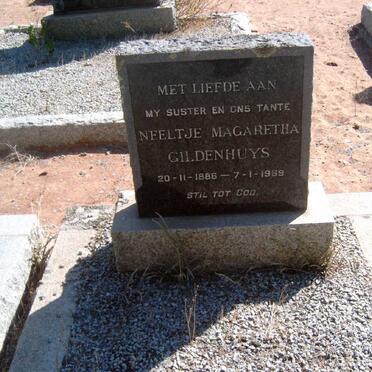 MET LIEFDE AAN
MY SUSTER EN ONS TANTE
NEELTJE MAGARETHA
GILDENHUYS
20-11-1886 — 7-1-1969
STIL TOT GOD.